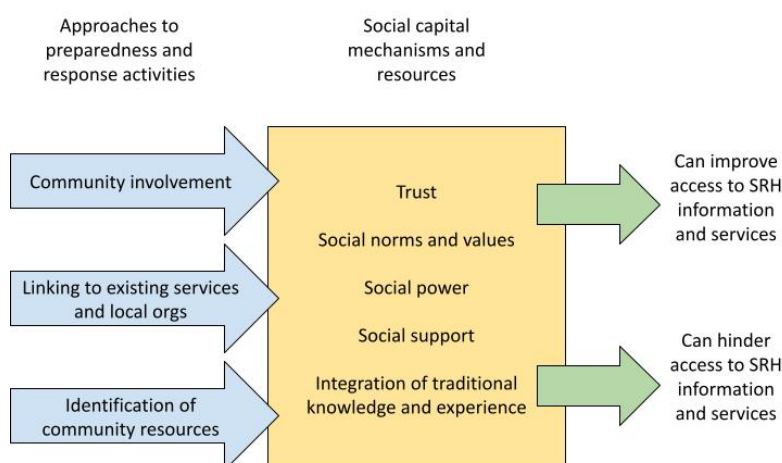 Approaches to
preparedness and
response activities
Social capital
mechanisms and
resources
Community involvement
Linking to existing services
and local orgs
Identification of
community resources
Trust
Social norms and values
Social power
Social support
Integration of traditional
knowledge and experience
Can improve
access to SRH
information
and services
Can hinder
access to SRH
information
and services